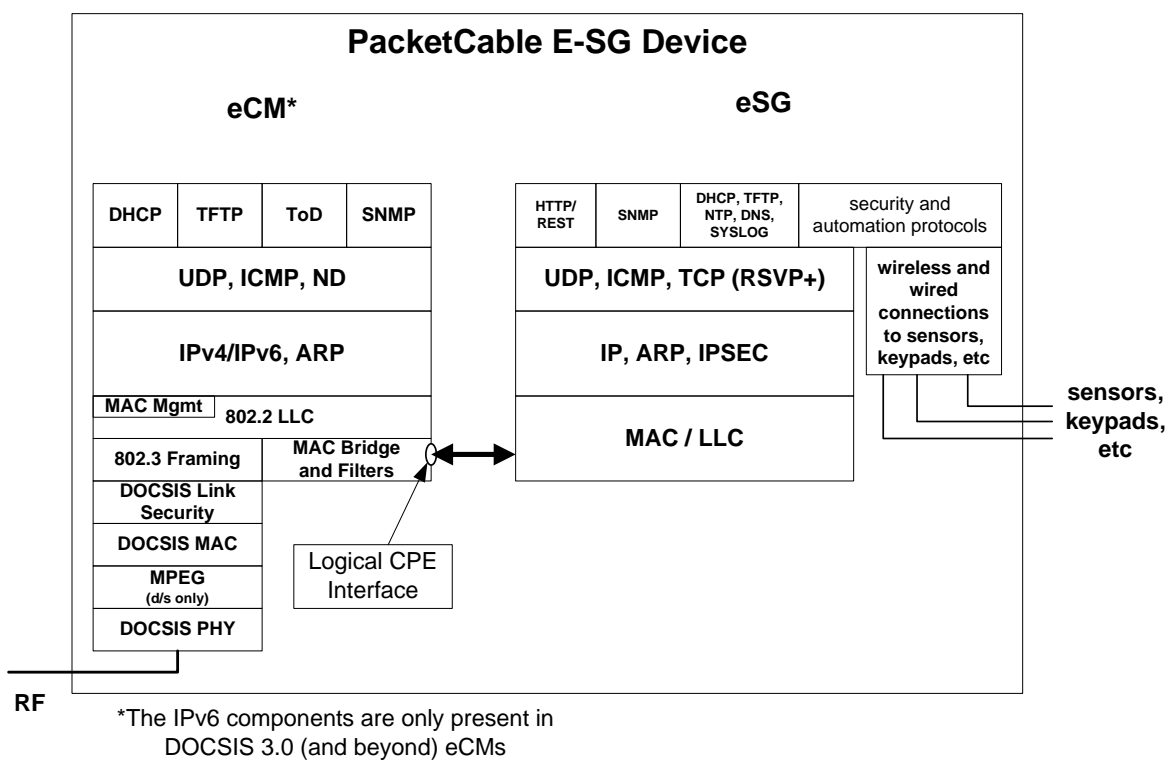 PacketCable E-SG Device
eCM*
eSG
DHCP
TFTP
ToD
SNMP
UDP, ICMP, ND
IPv4/IPv6, ARP
MAC Mgmt
802.2 LLC
802.3 Framing
MAC Bridge
and Filters
DOCSIS Link
Security
DOCSIS MAC
MPEG
(d/s only)
DOCSIS PHY
RF
Logical CPE
Interface
HTTP/
REST
SNMP
DHCP, TFTP,
NTP, DNS,
SYSLOG
security and
automation protocols
UDP, ICMP, TCP (RSVP+)
IP, ARP, IPSEC
MAC / LLC
wireless and
wired
connections
to sensors,
keypads, etc
sensors,
keypads,
etc
*The IPv6 components are only present in
DOCSIS 3.0 (and beyond) eCMs